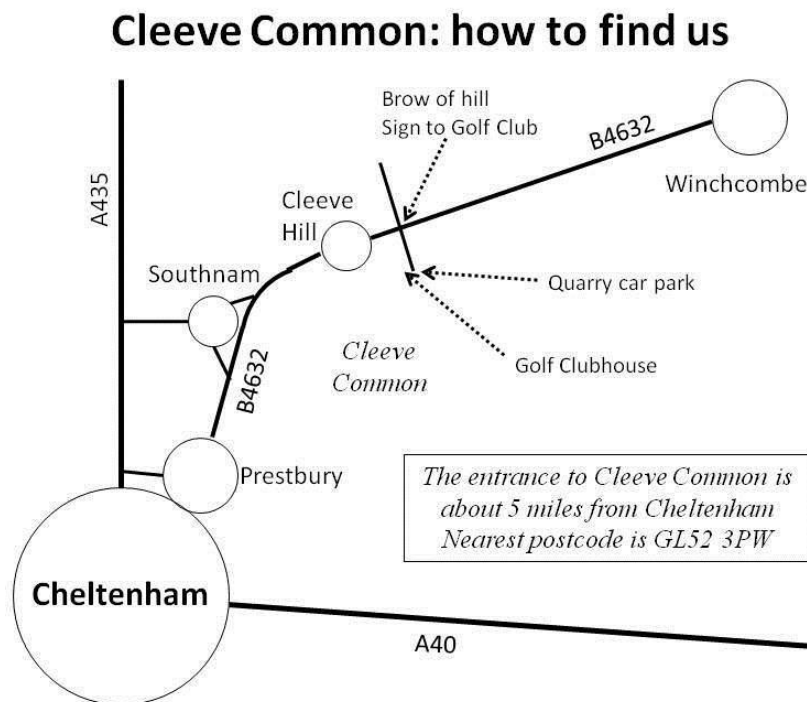 Cleeve Common: how to find us
Brow of hill
Sign to Golf Club
B4632
Winchcombe
A435
Cleeve
Hill
Southnam
Quarry car park
Cleeve
Common
Golf Clubhouse
B4632
Prestbury
The entrance to Cleeve Common is
about 5 miles from Cheltenham
Nearest postcode is GL52 3PW
Cheltenham
A40